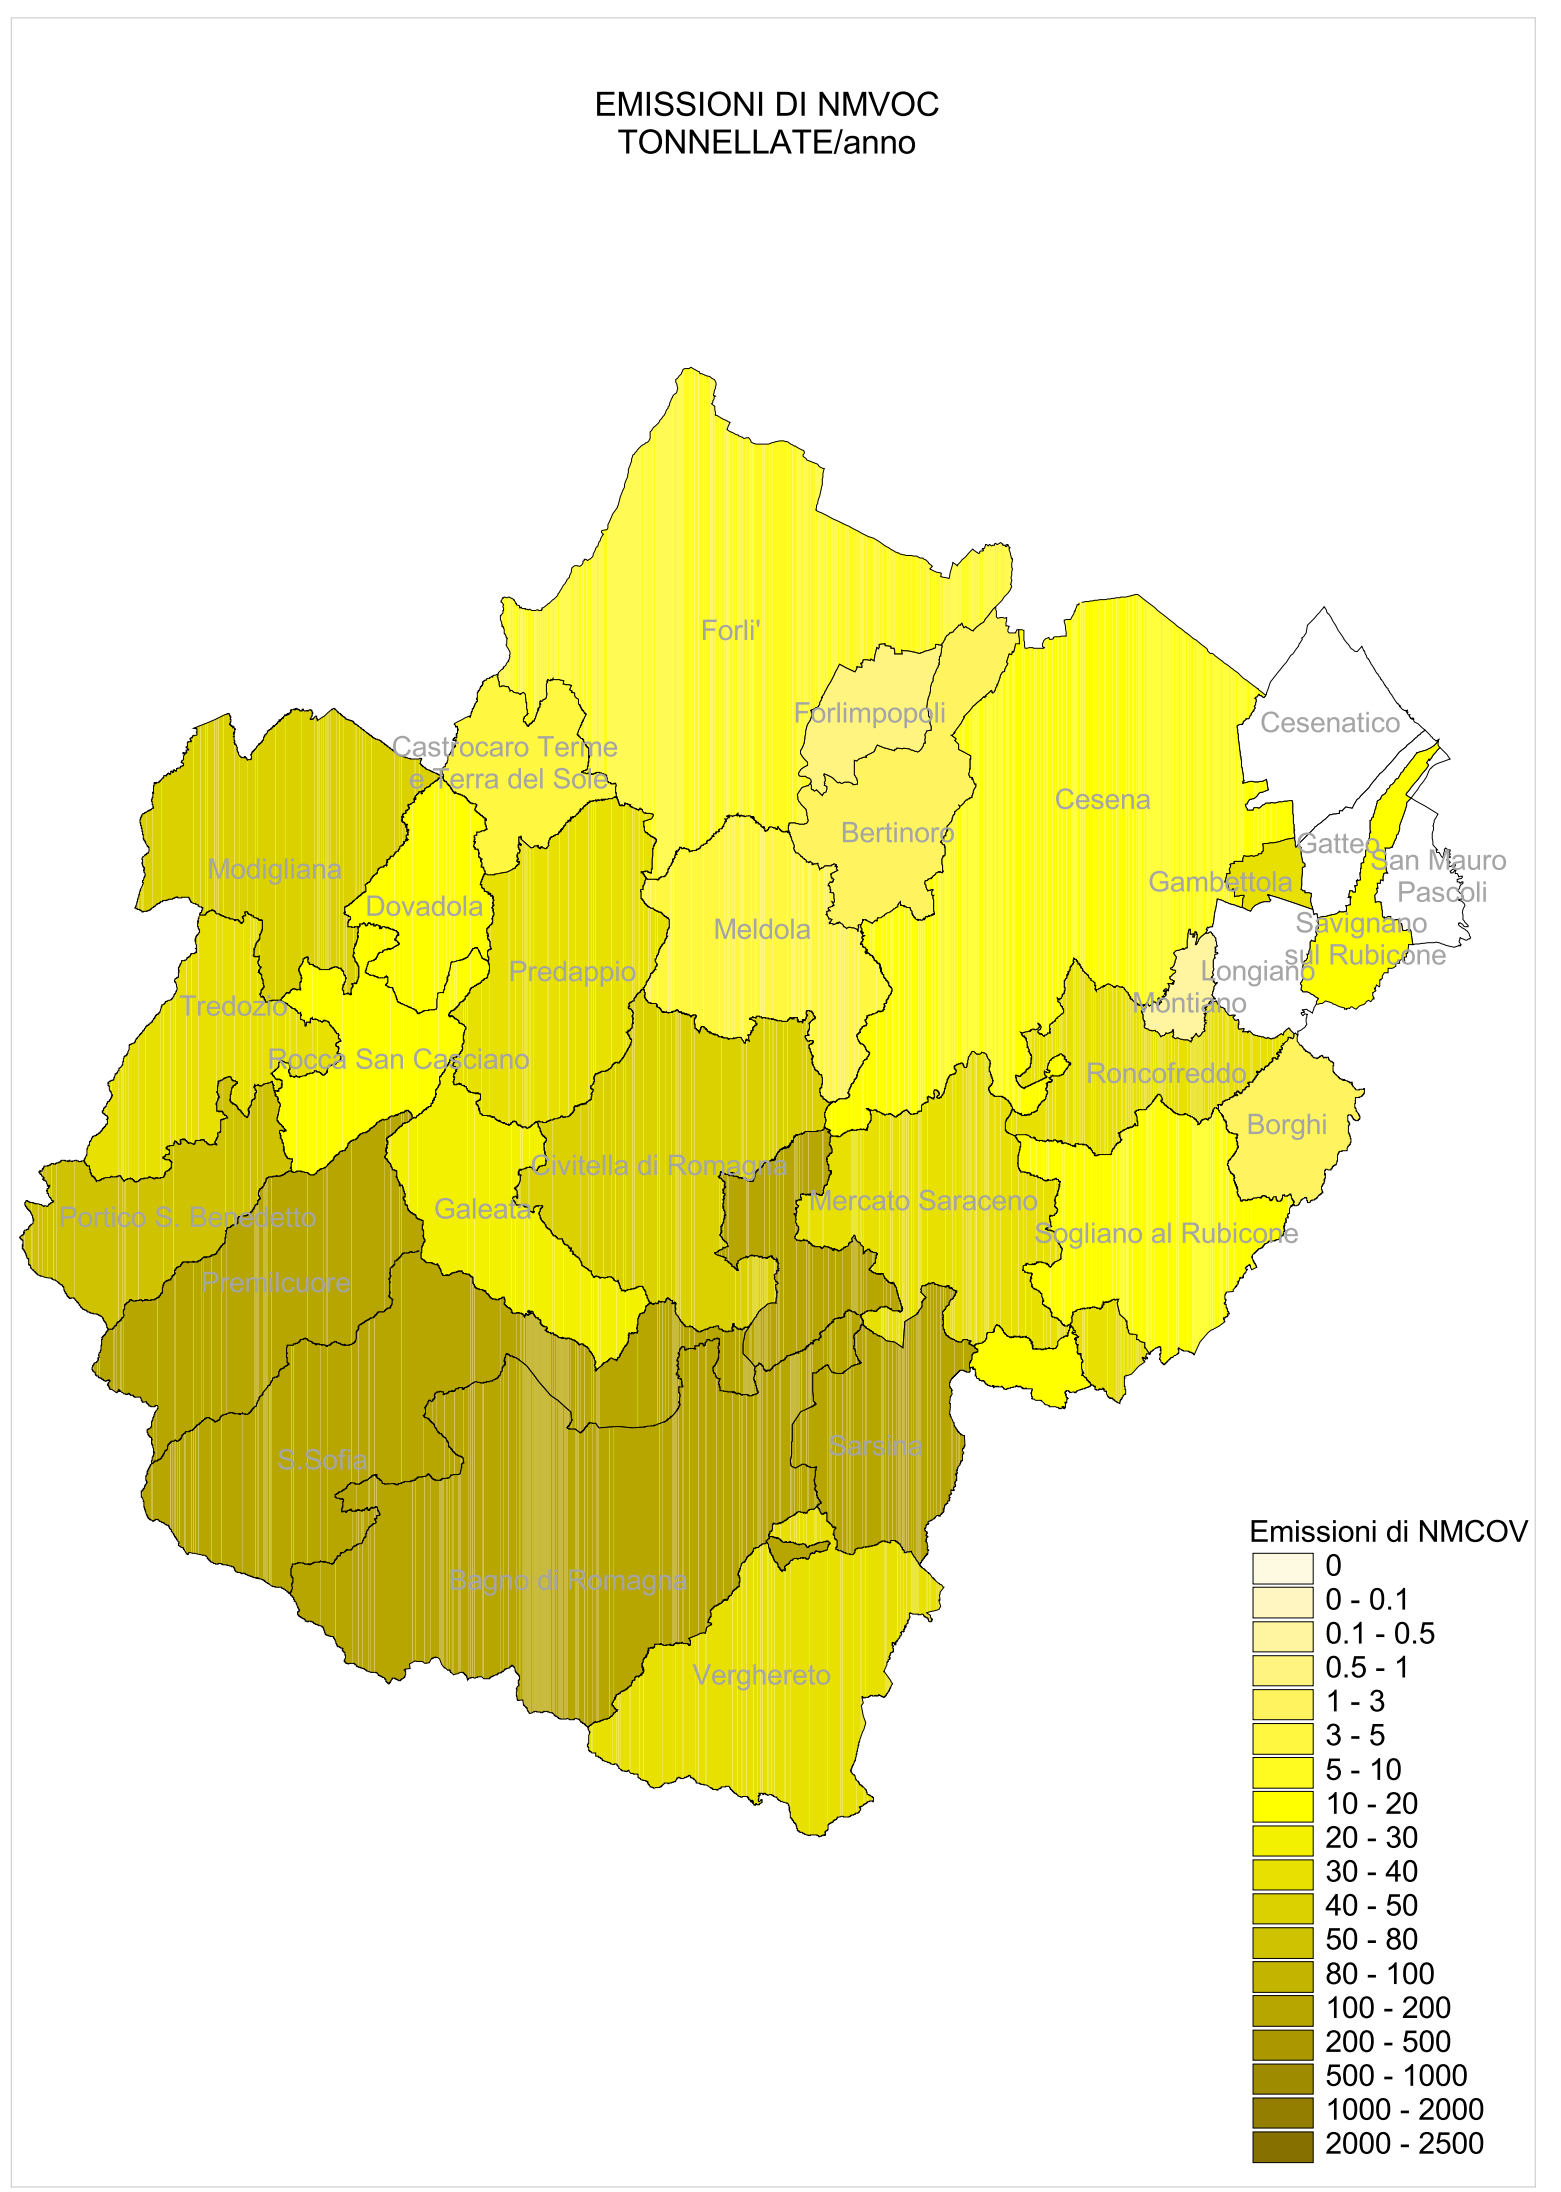 EMISSIONI DI NMVOC
TONNELLATE/anno
Forli'
Forlimpopoli
Cesenatico
Castrocaro Terme
e Terra del Sole
Cesena
Bertinoro
Gatteo
San Mauro
Pascoli
Modigliana
Gambettola
Dovadola
Meldola
Savignano
sul Rubicone
Predappio
Longiano
Tredozio
Montiano
Rocca San Casciano
Roncofreddo
Borghi
Civitella di Romagna
Mercato Saraceno
Portico S. Benedetto
Galeata
Sogliano al Rubicone
Premilcuore
S.Sofia
Sarsina
Bagno di Romagna
Verghereto
Emissioni di NMCOV
0
0 - 0.1
0.1 - 0.5
0.5 - 1
1 - 3
3 - 5
5 - 10
10 - 20
20 - 30
30 - 40
40 - 50
50 - 80
80 - 100
100 - 200
200 - 500
500 - 1000
1000 - 2000
2000 - 2500